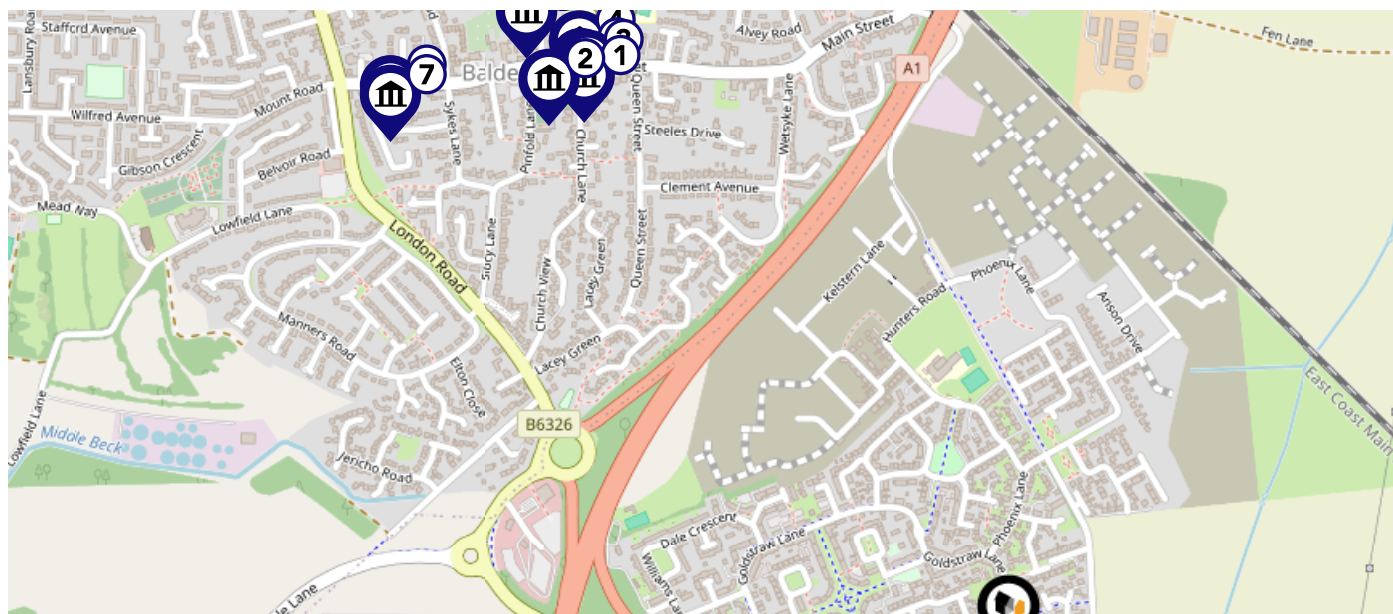 Stafford Avenue
Lansbury Road
Alvey Road
Main Street
Fen Lane
A1
7
2
1
Balde
Mount Road
Wilfred Avenue
Sykes Lane
Pinfold Lane
Queen Street
Steeles Drive
Wetsyke Lane
Gibson Crescent
Belvoir Road
Church Lane
Clement Avenue
Mead Way
Lowfield Lane
London Road
Sibcy Lane
Church View
Lacey Green
Queen Street
Kelstern Lane
Phoenix Lane
Hunters Road
Anson Drive
Manners Road
Lacey Green
Elton Close
East Coast Main
Lowfield Lane
Middle Beck
B6326
Jericho Road
Phoenix Lane
Dale Crescent
Goldstraw Lane
Goldstraw Lane
Williams La
le Lane